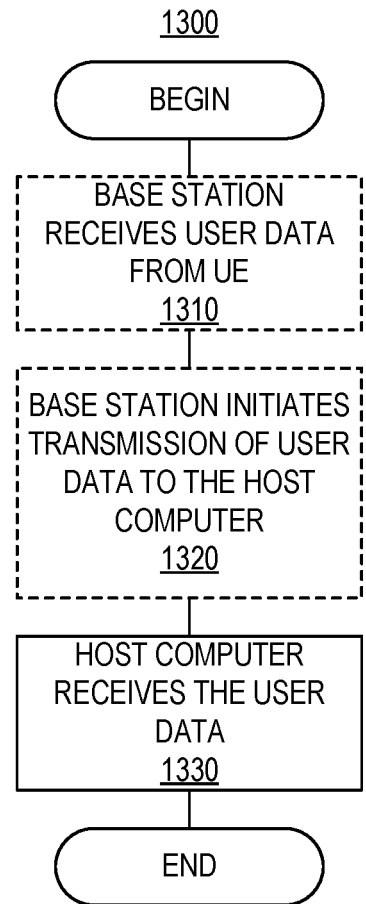 1300
BEGIN
BASE STATION
RECEIVES USER DATA
FROM UE
1310
BASE STATION INITIATES
TRANSMISSION OF USER
DATA TO THE HOST
COMPUTER
1320
HOST COMPUTER
RECEIVES THE USER
DATA
1330
END